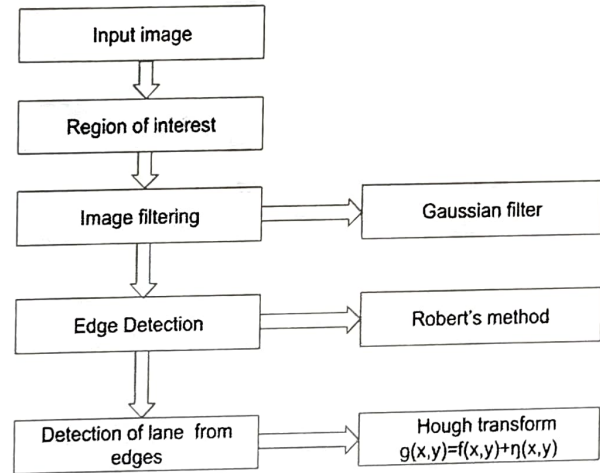 Input image
Region of interest
Image filtering
Gaussian filter
Edge Detection
Robert's method
Detection of lane from
edges
Hough transform
g(x,y)=f(x,y)+η(x,y)